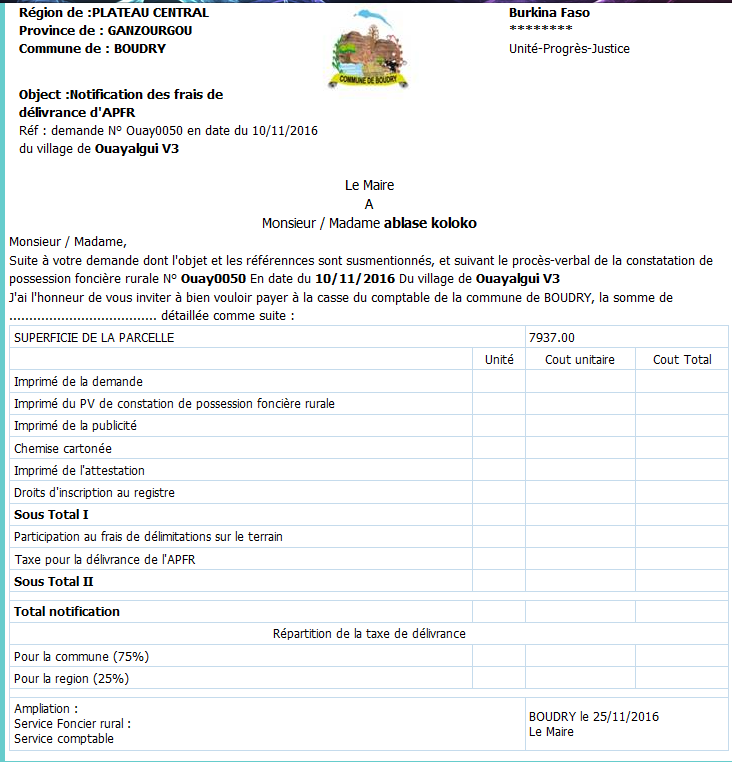 Région de :PLATEAU CENTRAL
Province de : GANZOURGOU
Commune de : BOUDRY
COMMUNE DE BOUDRY
Burkina Faso
********
Unité-Progrès-Justice
Object :Notification des frais de
délivrance d'APFR
Réf : demande N° Ouay0050 en date du 10/11/2016
du village de Ouayalgui V3
Le Maire
A
Monsieur / Madame ablase koloko
Monsieur / Madame,
Suite à votre demande dont l'objet et les référennces sont susmentionnés, et suivant le procès-verbal de la constatation de
possession foncière rurale N° Ouay0050 En date du 10/11/2016 Du village de Ouayalgui V3
J'ai l'honneur de vous inviter à bien vouloir payer à la casse du comptable de la commune de BOUDRY, la somme de
..................................... détaillée comme suite :
SUPERFICIE DE LA PARCELLE 7937.00
Unité Cout unitaire Cout Total
Imprimé de la demande
Imprimé du PV de constation de possession foncière rurale
Imprimé de la publicité
Chemise cartonée
Imprimé de l'attestation
Droits d'inscription au registre
Sous Total I
Participation au frais de délimitations sur le terrain
Taxe pour la délivrance de l'APFR
Sous Total II
Total notification
Répartition de la taxe de délivrance
Pour la commune (75%)
Pour la region (25%)
Ampliation :
Service Foncier rural :
Service comptable
BOUDRY le 25/11/2016
Le Maire